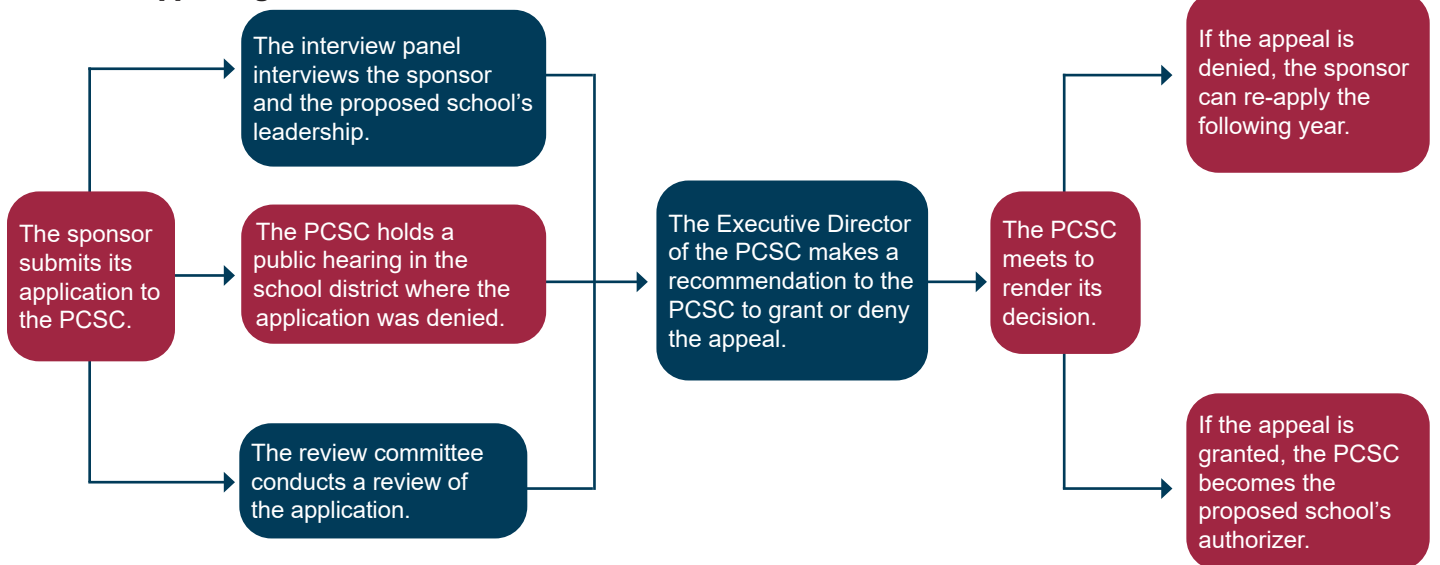 The interview panel
interviews the sponsor
and the proposed school’s
leadership.
The sponsor
submits its
application to
the PCSC.
The PCSC holds a
public hearing in the
school district where the
application was denied.
The review committee
conducts a review of
the application.
The Executive Director
of the PCSC makes a
recommendation to the
PCSC to grant or deny
the appeal.
The PCSC
meets to
render its
decision.
If the appeal is
denied, the sponsor
can re-apply the
following year.
If the appeal is
granted, the PCSC
becomes the
proposed school’s
authorizer.